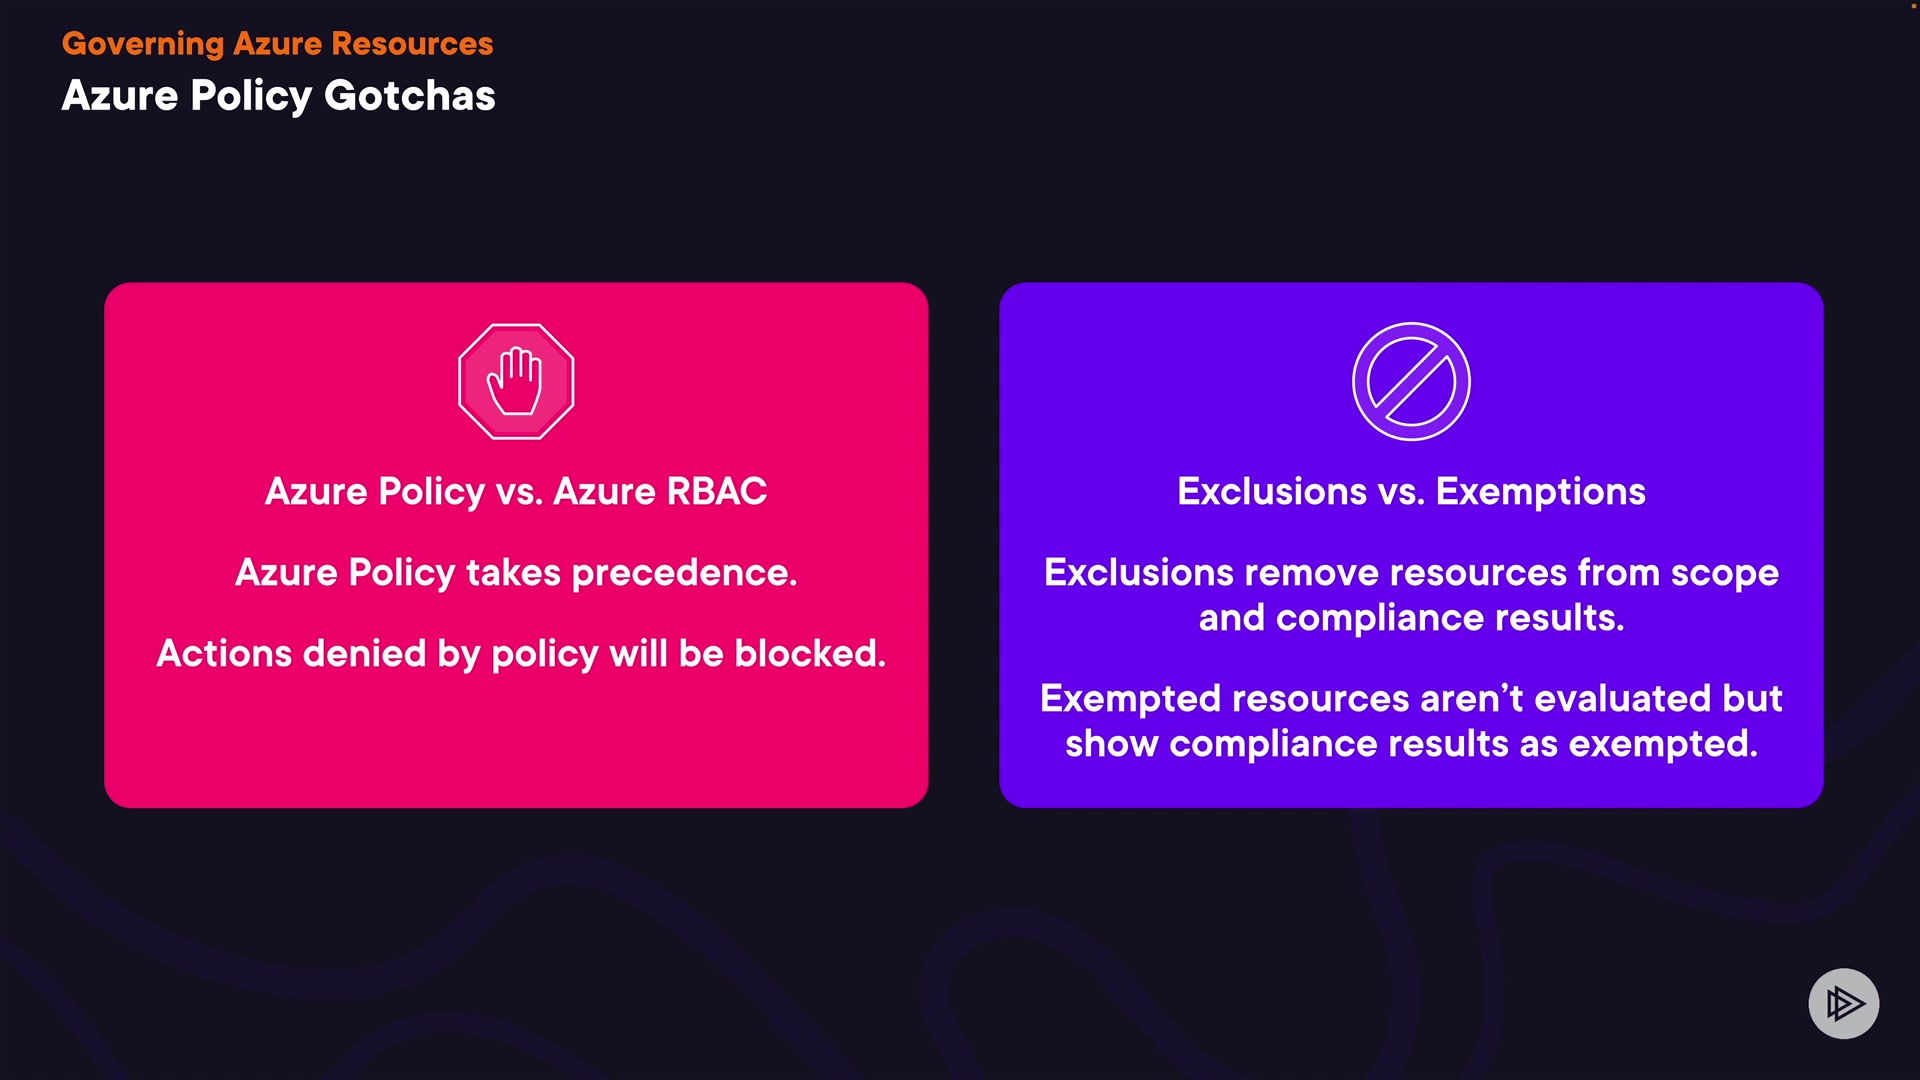 Governing Azure Resources
Azure Policy Gotchas
Azure Policy vs. Azure RBAC
Azure Policy takes precedence.
Actions denied by policy will be blocked.
Exclusions vs. Exemptions
Exclusions remove resources from scope
and compliance results.
Exempted resources aren’t evaluated but
show compliance results as exempted.